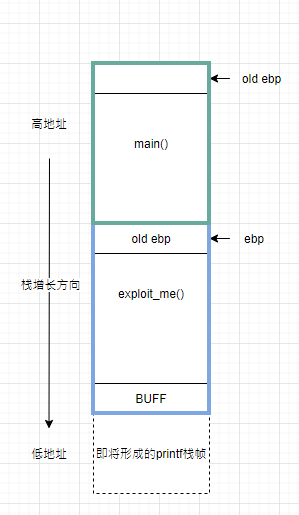 old ebp
高地址
main()
old ebp
ebp
栈增长方向
exploit_me()
BUFF
低地址
即将形成的printf栈帧